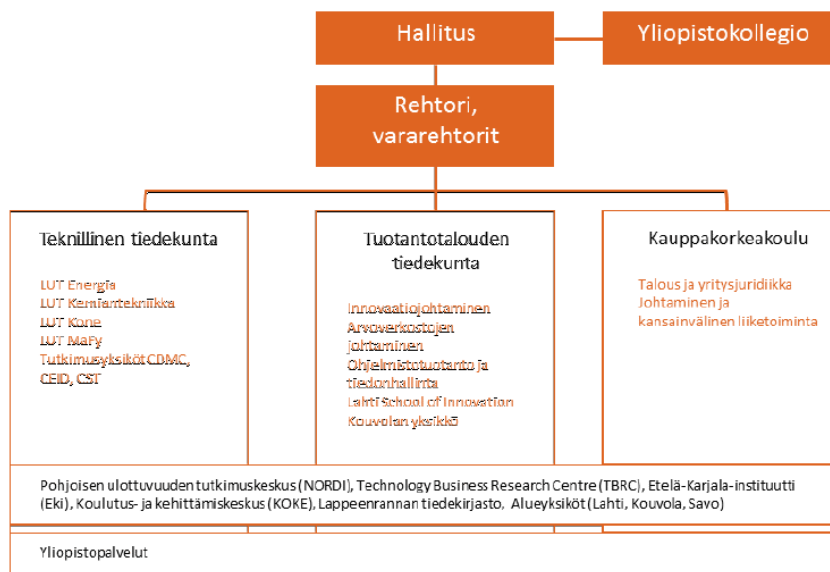 Hallitus
Yliopistokollegio
Rehtori,
vararehtorit
Teknillinen tiedekunta
LUT Energia
LUT Kemiantekniikka
LUT Kone
LUT MaFy
Tutkimusyksiköt CBMC,
CEID, CST
Tuotantotalouden
tiedekunta
Innovaatiojohtaminen
Arvoverkostojen
johtaminen
Ohjelmistotuotanto ja
tiedonhallinta
Lahti School of Innovation
Kouvolan yksikkö
Kauppakorkeakoulu
Talous ja yritysjuridiikka
Johtaminen ja
kansainvälinen liiketoiminta
Pohjoisen ulottuvuuden tutkimuskeskus (NORDI), Technology Business Research Centre (TBRC), Etelä-Karjala-instituutti
(Eki), Koulutus- ja kehittämiskeskus (KOKE), Lappeenrannan tiedekirjasto, Alueyksiköt (Lahti, Kouvola, Savo)
Yliopistopalvelut